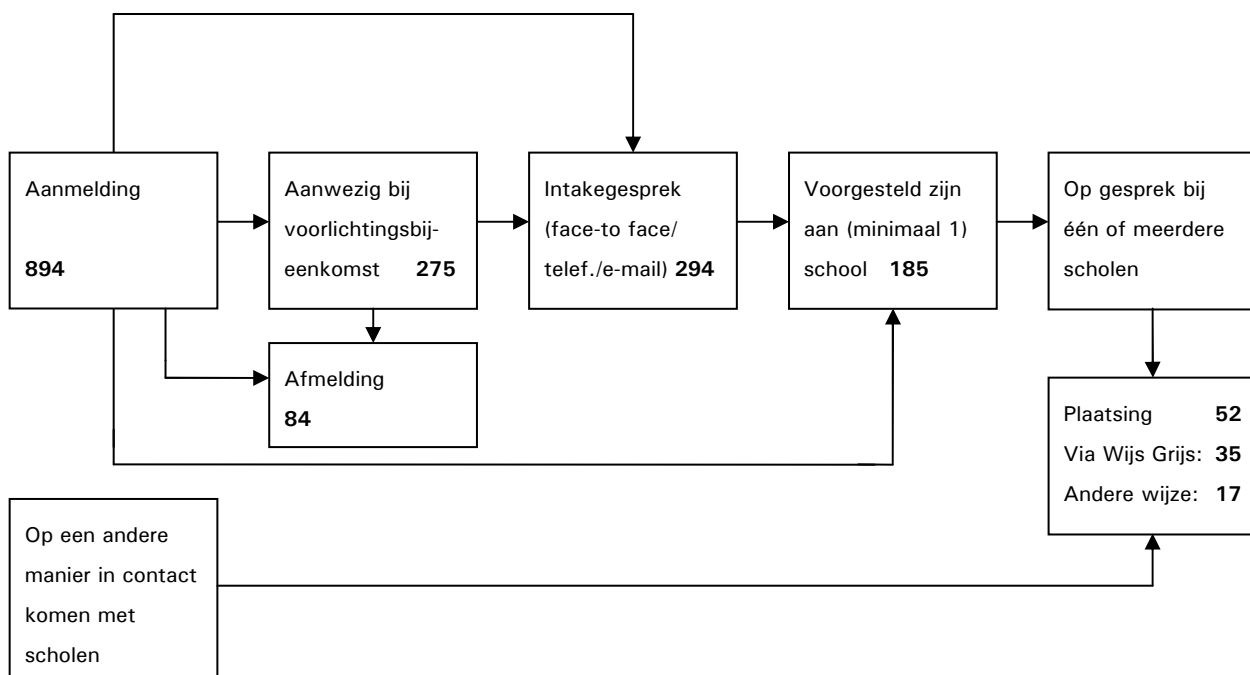 Aanmelding
894
Aanwezig bij
voorlichtingsbij-
eenkomst 275
Intakegesprek
(face-to face/
telef./e-mail) 294
Voorgesteld zijn
aan (minimaal 1)
school 185
Op gesprek bij
één of meerdere
scholen
Afmelding
84
Plaatsing 52
Via Wijs Grijs: 35
Andere wijze: 17
Op een andere
manier in contact
komen met
scholen